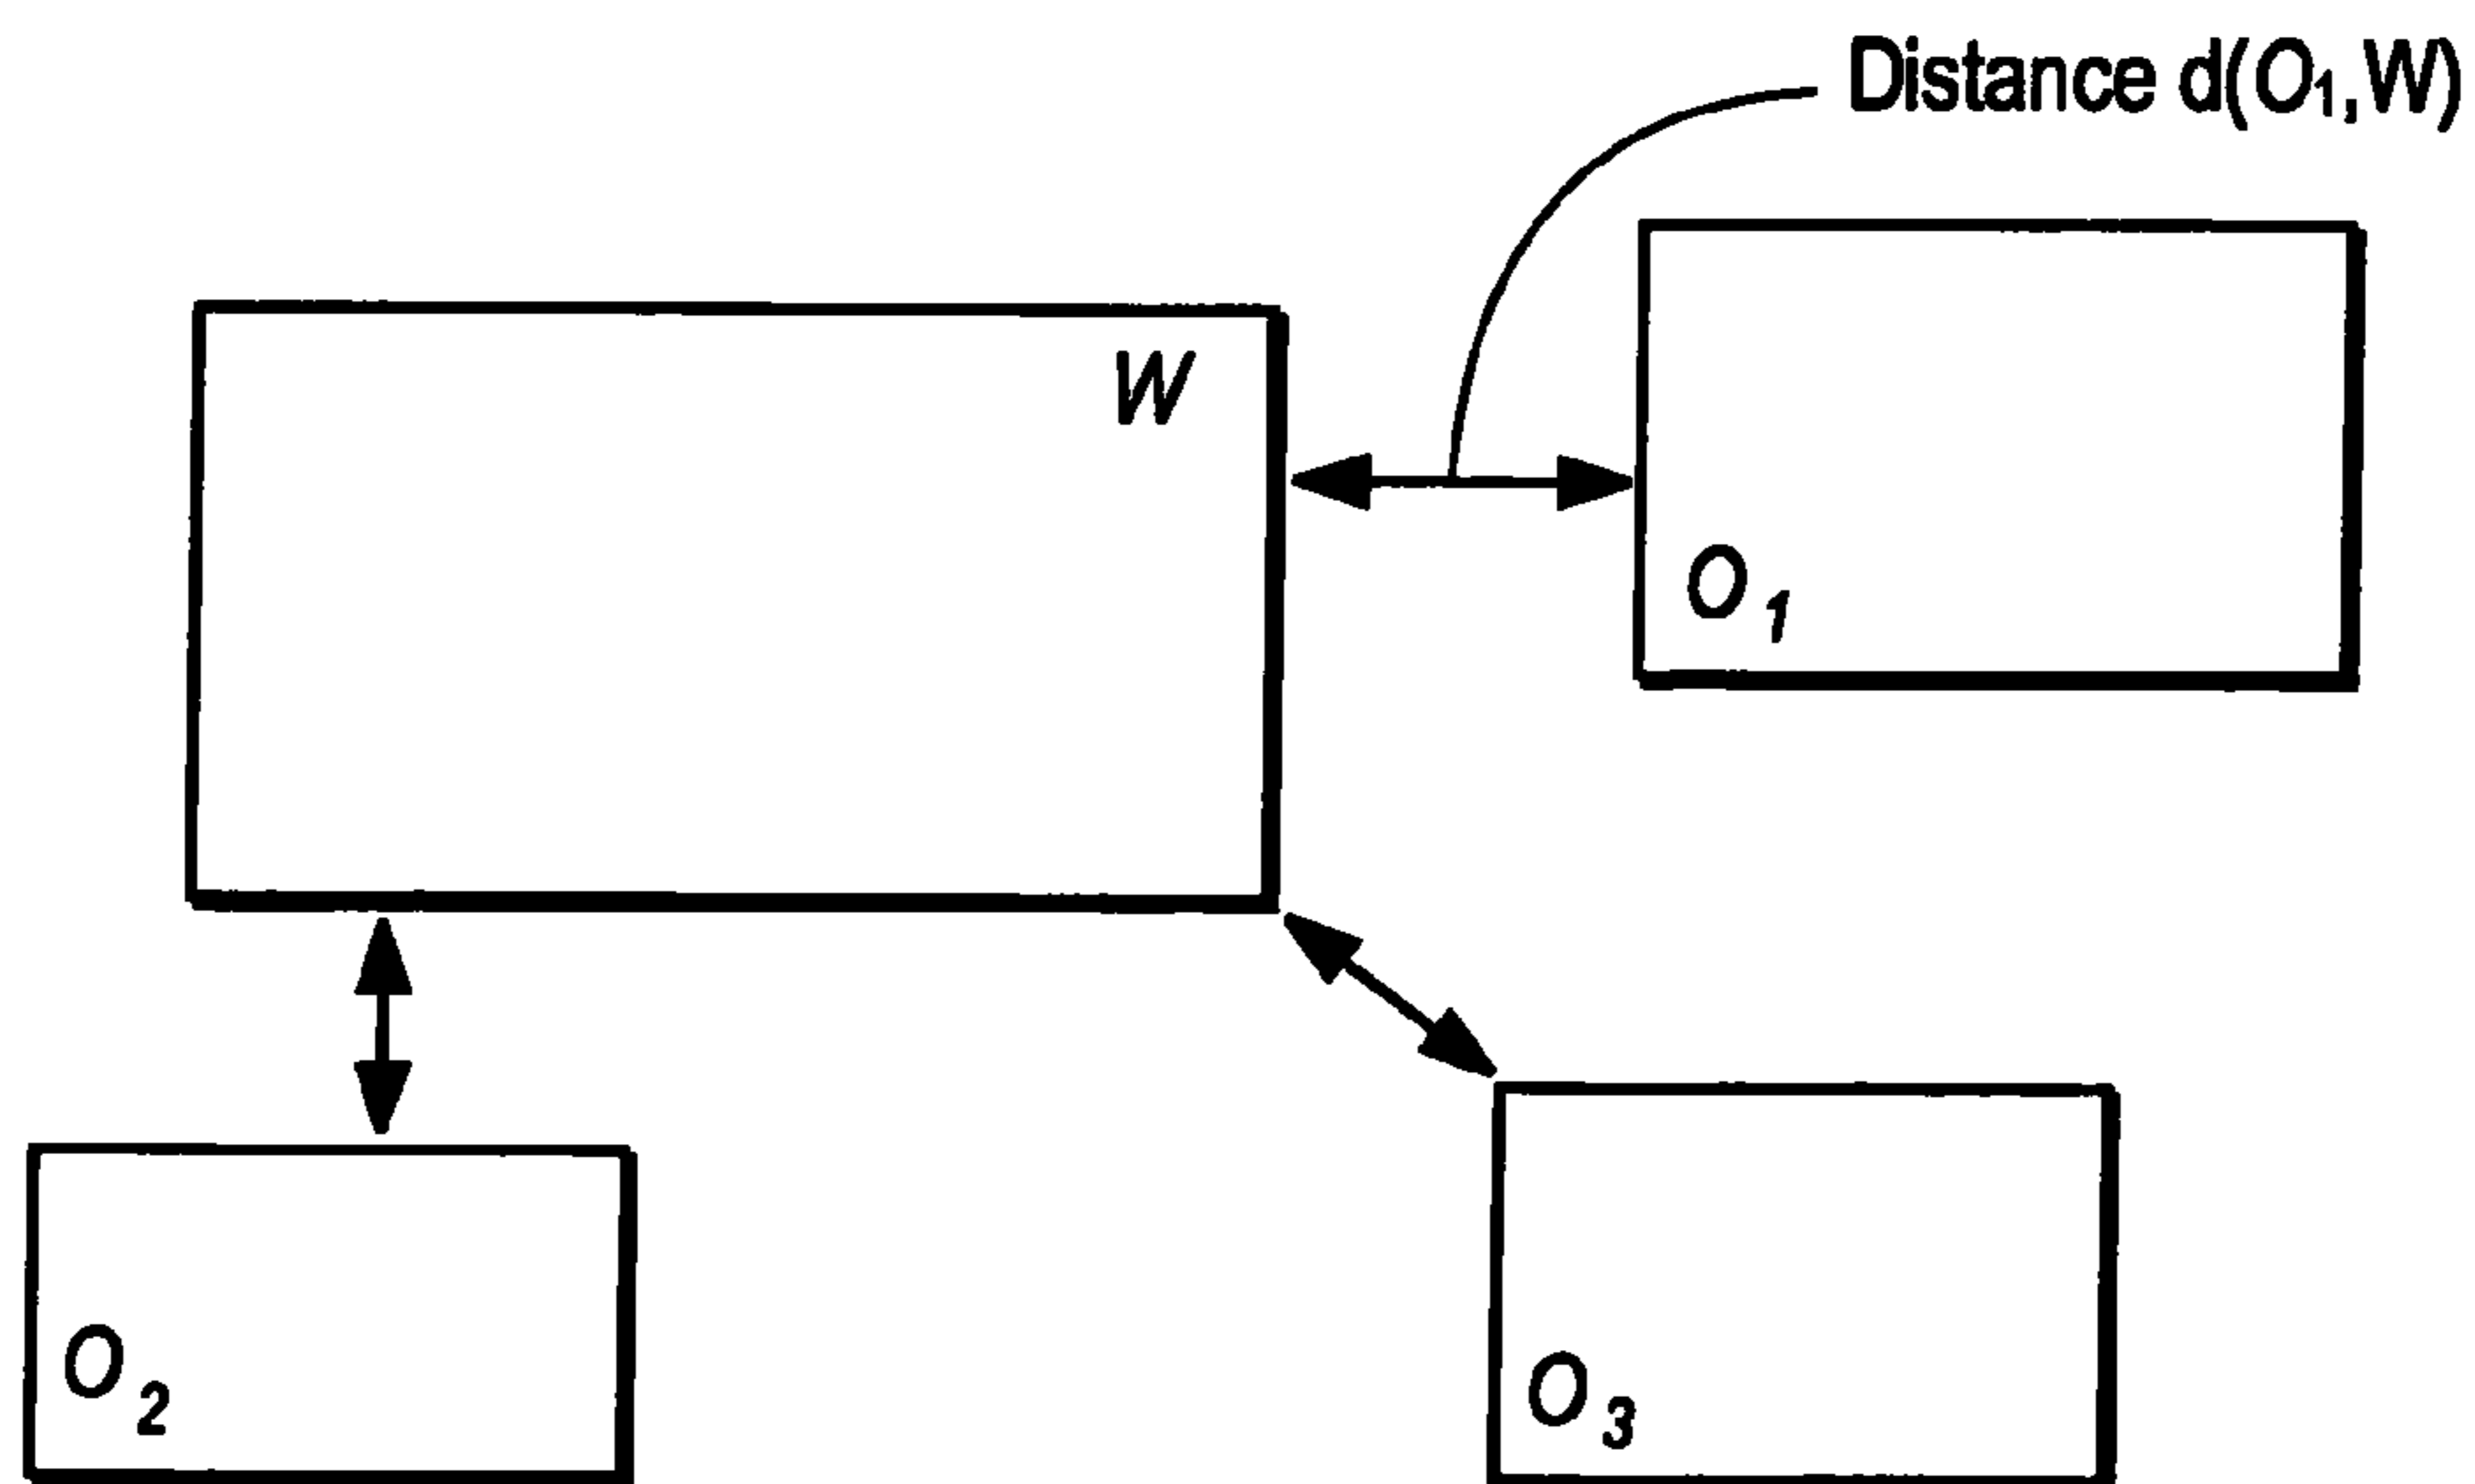 Distance d(O₁,W)
W
O₁
O₂
O₃